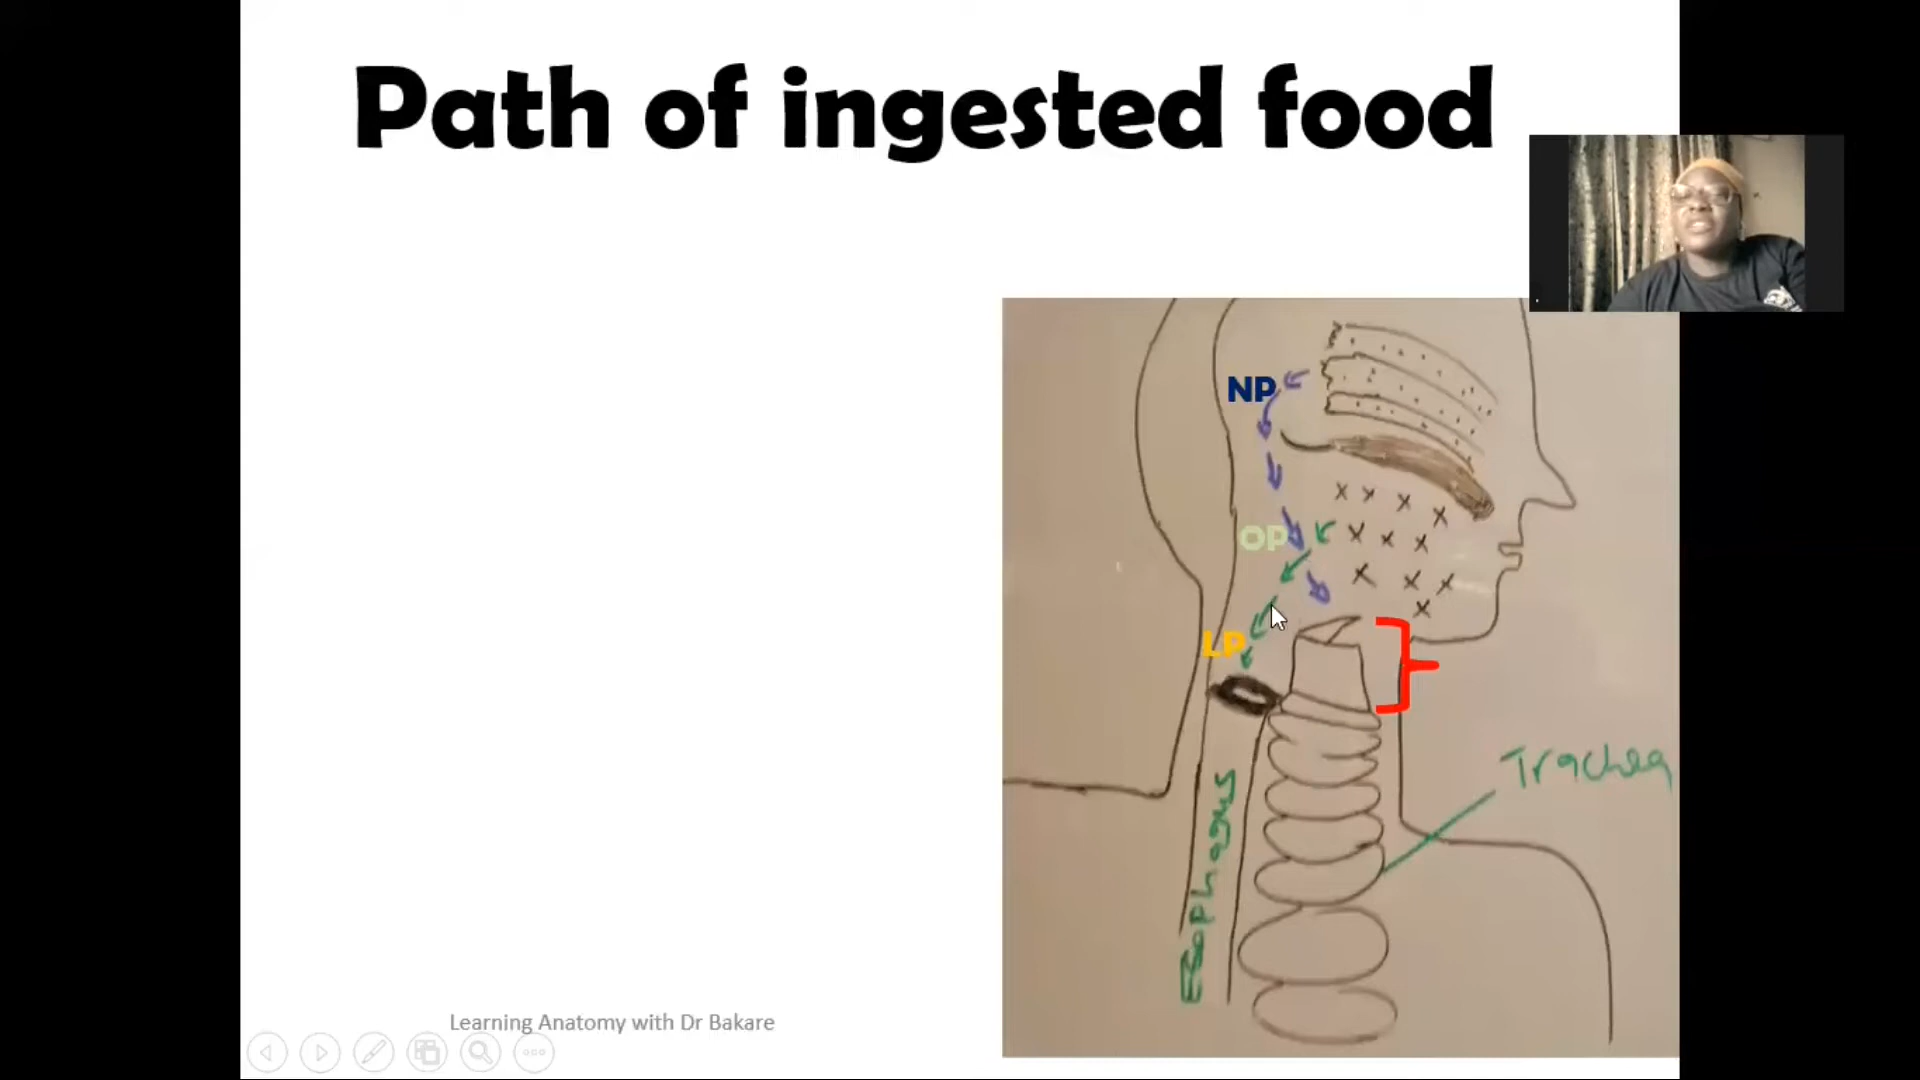 Path of ingested food
NP
OP
LP
Trachea
Esophagus
Learning Anatomy with Dr Bakare